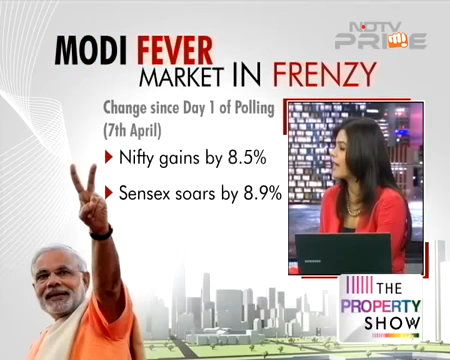 NDTV
PRIME
MODI FEVER
MARKET IN FRENZY
Change since Day 1 of Polling
(7th April)
Nifty gains by 8.5%
Sensex soars by 8.9%
THE
PROPERTY
SHOW